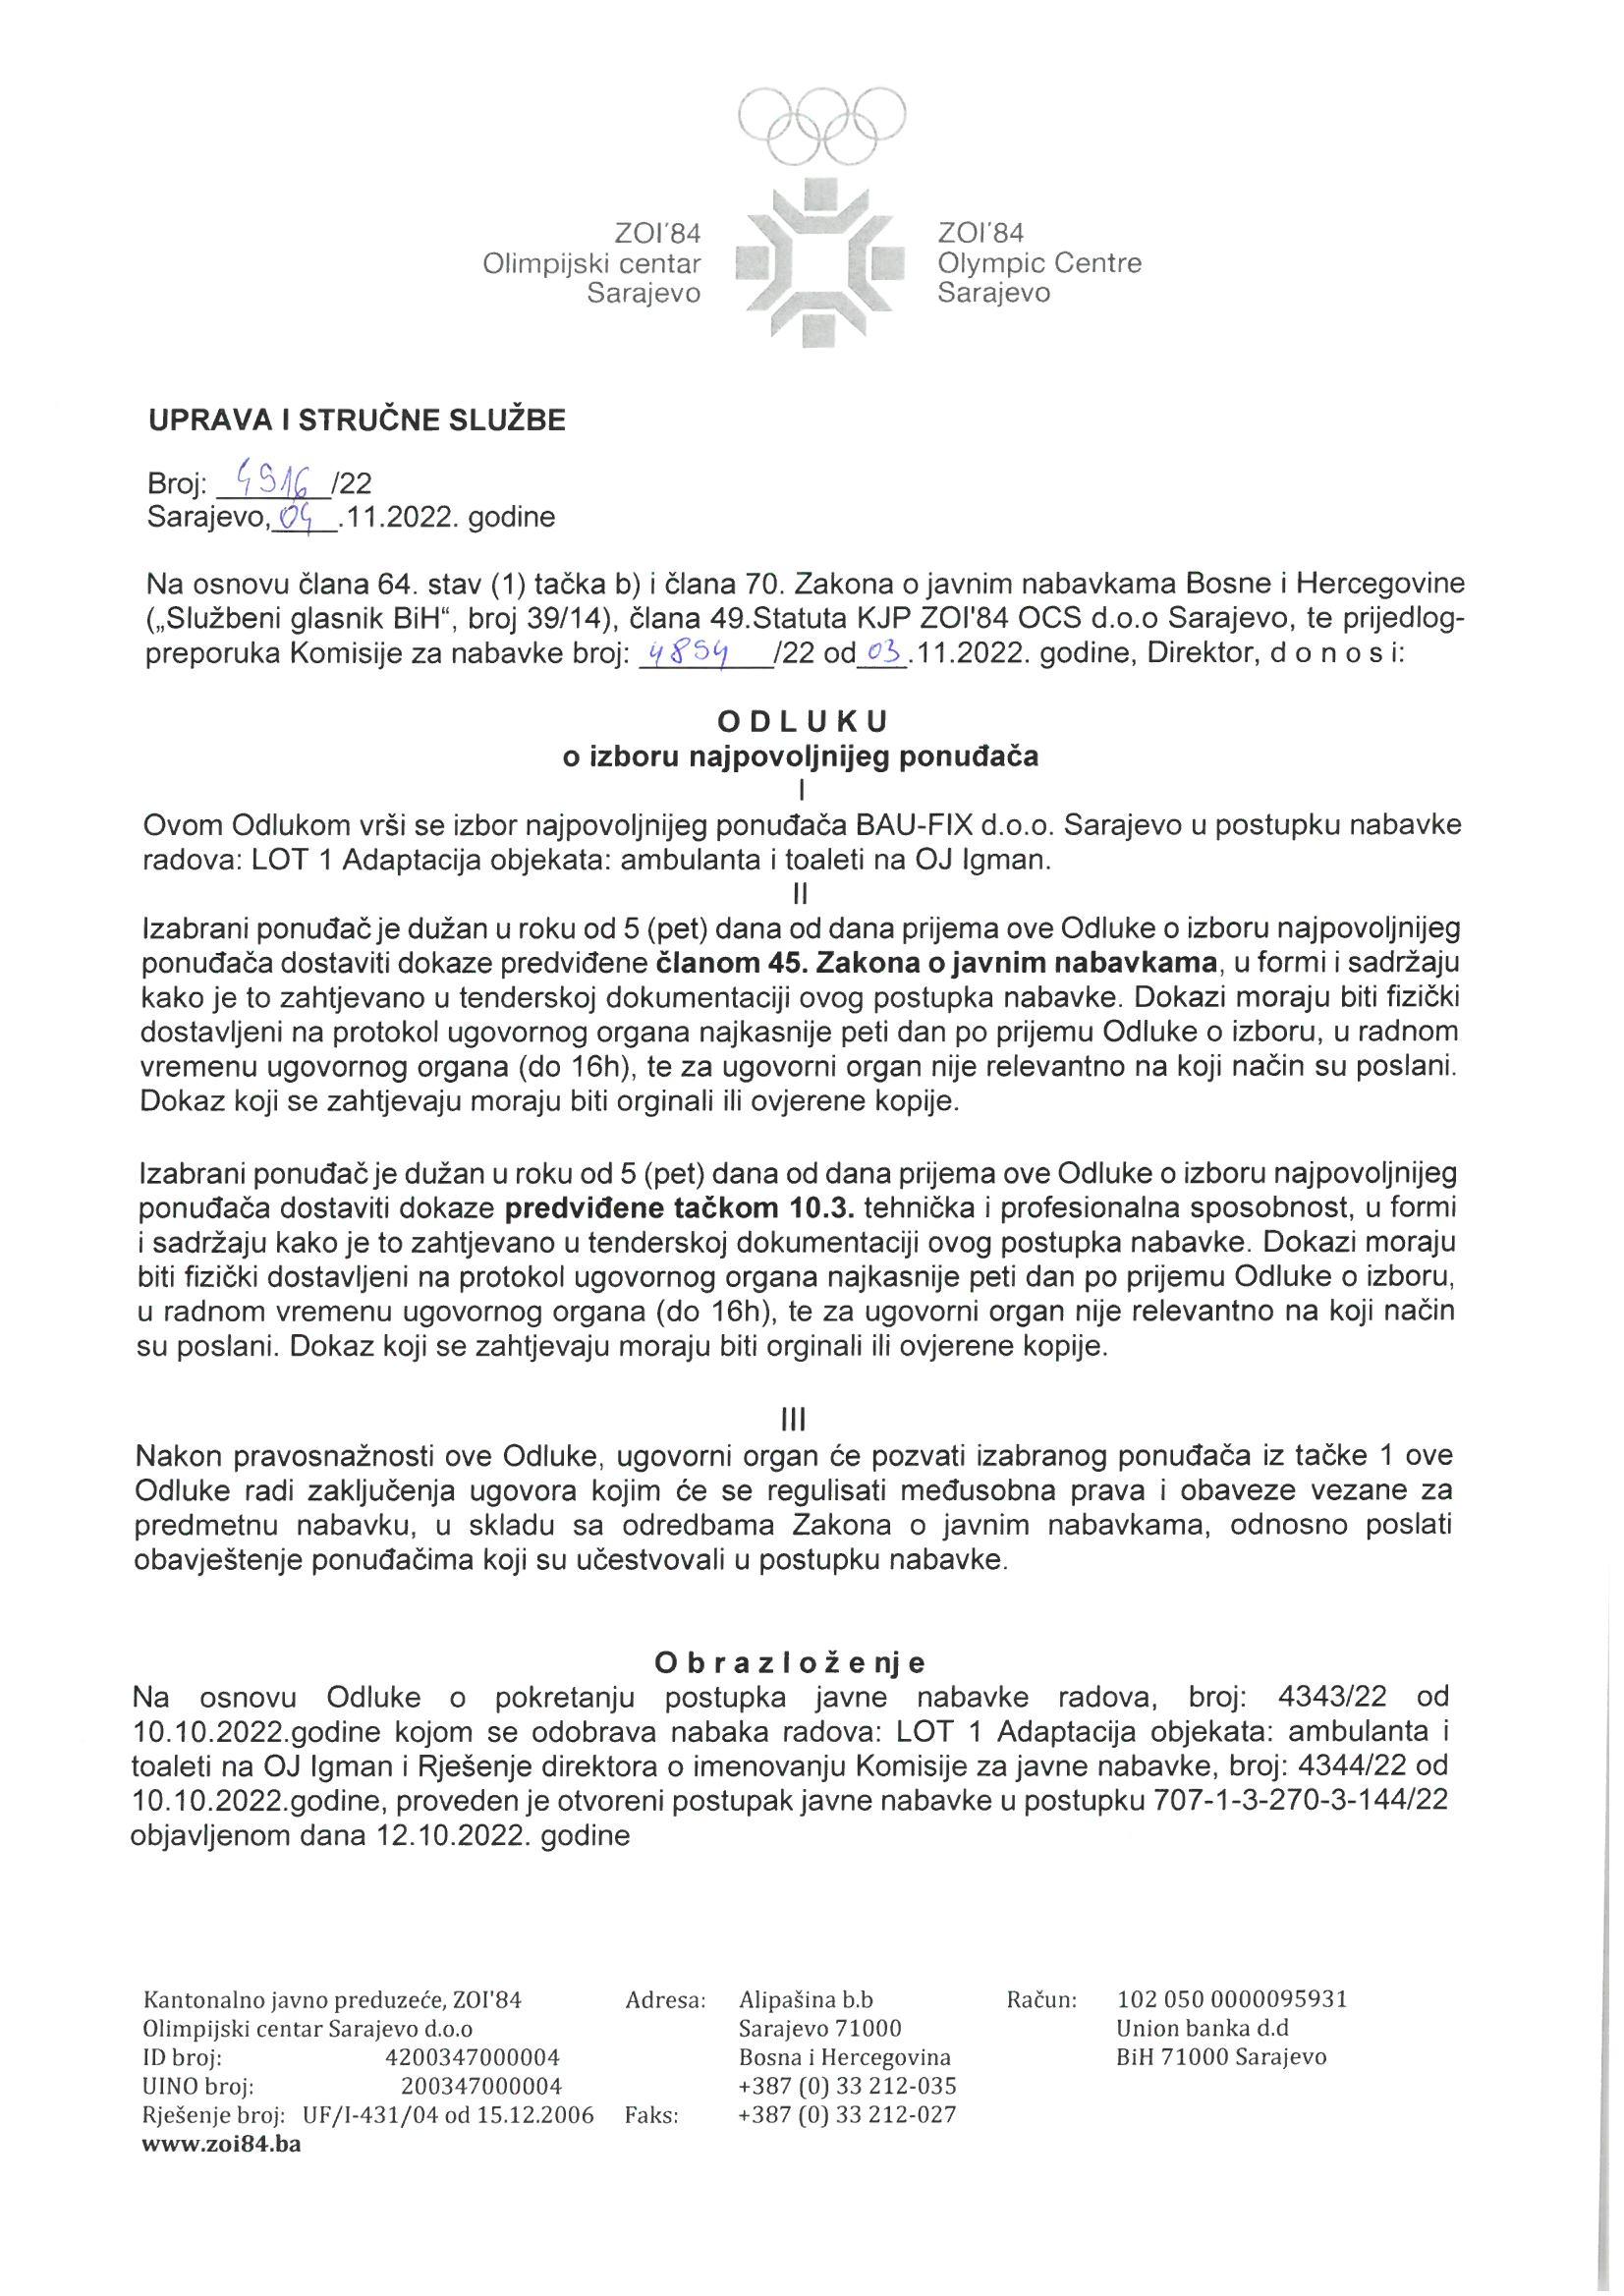 ZOI'84
Olimpijski centar
Sarajevo
ZOI'84
Olympic Centre
Sarajevo
UPRAVA I STRUČNE SLUŽBE
Broj: 4916 /22
Sarajevo, 04 .11.2022. godine
Na osnovu člana 64. stav (1) tačka b) i člana 70. Zakona o javnim nabavkama Bosne i Hercegovine
(„Službeni glasnik BiH“, broj 39/14), člana 49.Statuta KJP ZOI'84 OCS d.o.o Sarajevo, te prijedlog-
preporuka Komisije za nabavke broj: 4894 /22 od 03.11.2022. godine, Direktor, d o n o s i:
O D L U K U
o izboru najpovoljnijeg ponuđača
I
Ovom Odlukom vrši se izbor najpovoljnijeg ponuđača BAU-FIX d.o.o. Sarajevo u postupku nabavke
radova: LOT 1 Adaptacija objekata: ambulanta i toaleti na OJ Igman.
II
Izabrani ponuđač je dužan u roku od 5 (pet) dana od dana prijema ove Odluke o izboru najpovoljnijeg
ponuđača dostaviti dokaze predviđene članom 45. Zakona o javnim nabavkama, u formi i sadržaju
kako je to zahtjevano u tenderskoj dokumentaciji ovog postupka nabavke. Dokazi moraju biti fizički
dostavljeni na protokol ugovornog organa najkasnije peti dan po prijemu Odluke o izboru, u radnom
vremenu ugovornog organa (do 16h), te za ugovorni organ nije relevantno na koji način su poslani.
Dokaz koji se zahtjevaju moraju biti orginali ili ovjerene kopije.
Izabrani ponuđač je dužan u roku od 5 (pet) dana od dana prijema ove Odluke o izboru najpovoljnijeg
ponuđača dostaviti dokaze predviđene tačkom 10.3. tehnička i profesionalna sposobnost, u formi
i sadržaju kako je to zahtjevano u tenderskoj dokumentaciji ovog postupka nabavke. Dokazi moraju
biti fizički dostavljeni na protokol ugovornog organa najkasnije peti dan po prijemu Odluke o izboru,
u radnom vremenu ugovornog organa (do 16h), te za ugovorni organ nije relevantno na koji način
su poslani. Dokaz koji se zahtjevaju moraju biti orginali ili ovjerene kopije.
III
Nakon pravosnažnosti ove Odluke, ugovorni organ će pozvati izabranog ponuđača iz tačke 1 ove
Odluke radi zaključenja ugovora kojim će se regulisati međusobna prava i obaveze vezane za
predmetnu nabavku, u skladu sa odredbama Zakona o javnim nabavkama, odnosno poslati
obavještenje ponuđačima koji su učestvovali u postupku nabavke.
O b r a z l o ž e nj e
Na osnovu Odluke o pokretanju postupka javne nabavke radova, broj: 4343/22 od
10.10.2022.godine kojom se odobrava nabaka radova: LOT 1 Adaptacija objekata: ambulanta i
toaleti na OJ Igman i Rješenje direktora o imenovanju Komisije za javne nabavke, broj: 4344/22 od
10.10.2022.godine, proveden je otvoreni postupak javne nabavke u postupku 707-1-3-270-3-144/22
objavljenom dana 12.10.2022. godine
Kantonalno javno preduzeće, ZOI'84 Adresa: Alipašina b.b Račun: 102 050 0000095931
Olimpijski centar Sarajevo d.o.o Sarajevo 71000 Union banka d.d
ID broj: 4200347000004 Bosna i Hercegovina BiH 71000 Sarajevo
UINO broj: 200347000004 +387 (0) 33 212-035
Rješenje broj: UF/I-431/04 od 15.12.2006 Faks: +387 (0) 33 212-027
www.zoi84.ba